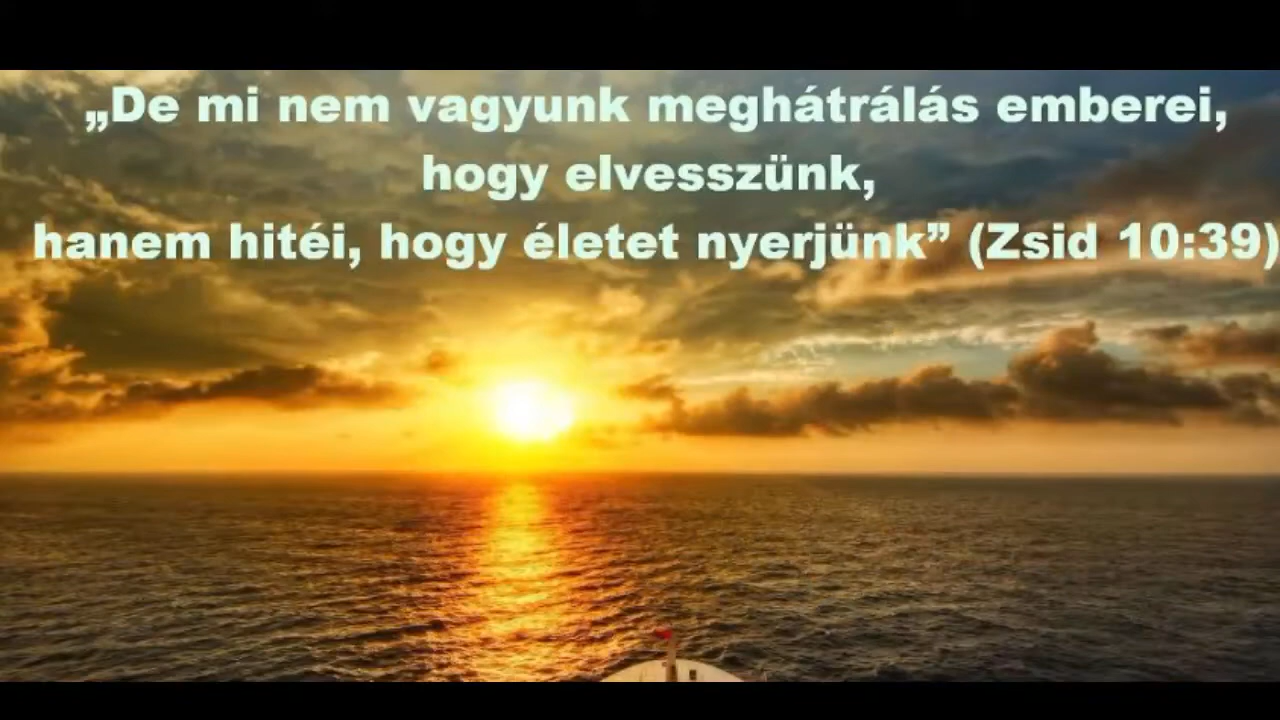 „De mi nem vagyunk meghátrálás emberei,
hogy elvesszünk,
hanem hitéi, hogy életet nyerjünk” (Zsid 10:39)